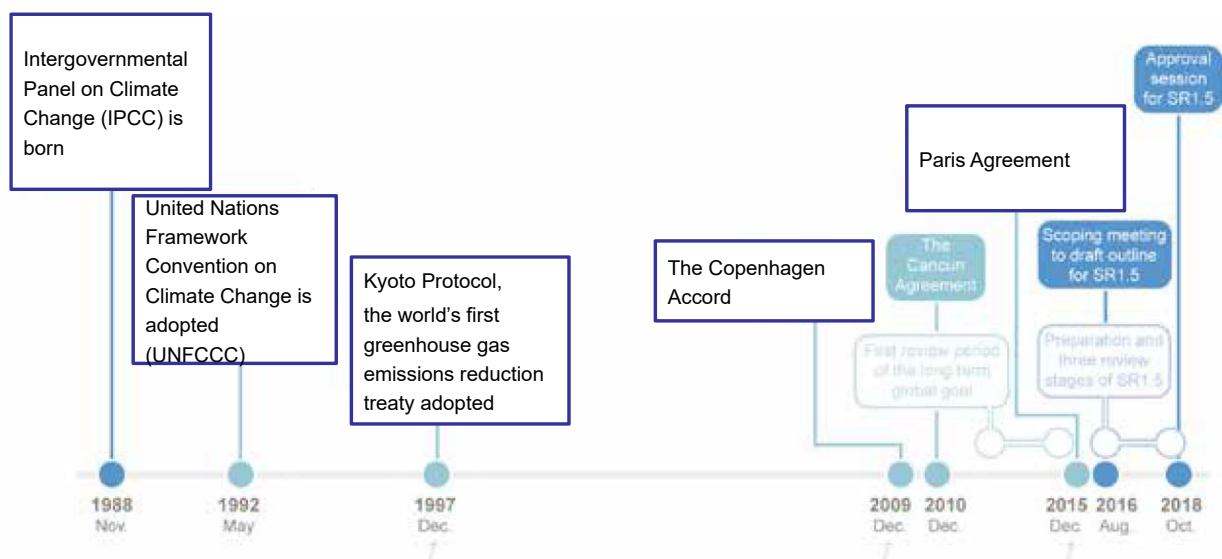 Intergovernmental
Panel on Climate
Change (IPCC) is
born
United Nations
Framework
Convention on
Climate Change is
adopted
(UNFCCC)
Kyoto Protocol,
the world’s first
greenhouse gas
emissions reduction
treaty adopted
The Copenhagen
Accord
The
Cancun
Agreement
First review period
of the long-term
global goal
Paris Agreement
Scoping meeting
to draft outline
for SR1.5
Preparation and
three review
stages of SR1.5
Approval
session
for SR1.5
1988
Nov.
1992
May
1997
Dec.
2009
Dec.
2010
Dec.
2015
Dec.
2016
Aug.
2018
Oct.